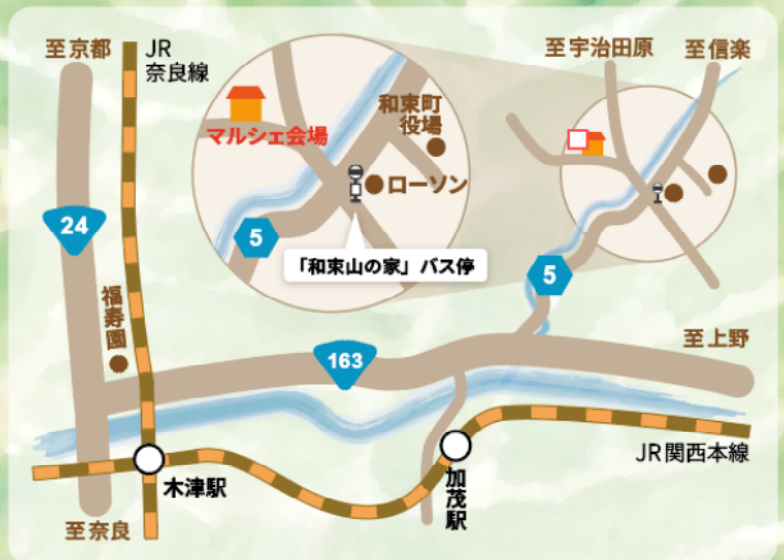 至京都
JR
奈良線
至宇治田原
至信楽
和束町
役場
マルシェ会場
ローソン
24
5
「和束山の家」バス停
5
福寿園
163
至上野
JR関西本線
木津駅
加茂駅
至奈良